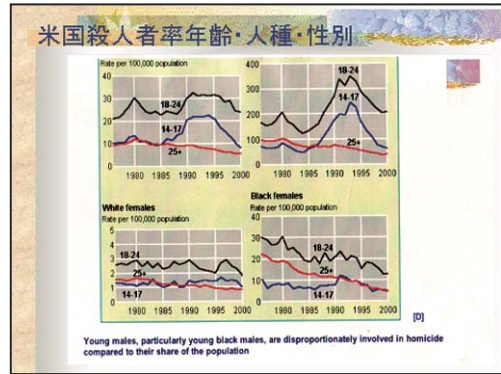 米国殺人者率年齢・人種・性別
Rate per 100,000 population
40
30
20
10
0
18-24
14-17
25+
1980 1985 1990 1995 2000
400
300
200
100
0
18-24
14-17
25+
1980 1985 1990 1995 2000
White females
Rate per 100,000 population
5
4
3
2
1
0
18-24
25+
14-17
1980 1985 1990 1995 2000
Black females
Rate per 100,000 population
40
30
20
10
0
18-24
25+
14-17
1980 1985 1990 1995 2000
[D]
Young males, particularly young black males, are disproportionately involved in homicide
compared to their share of the population